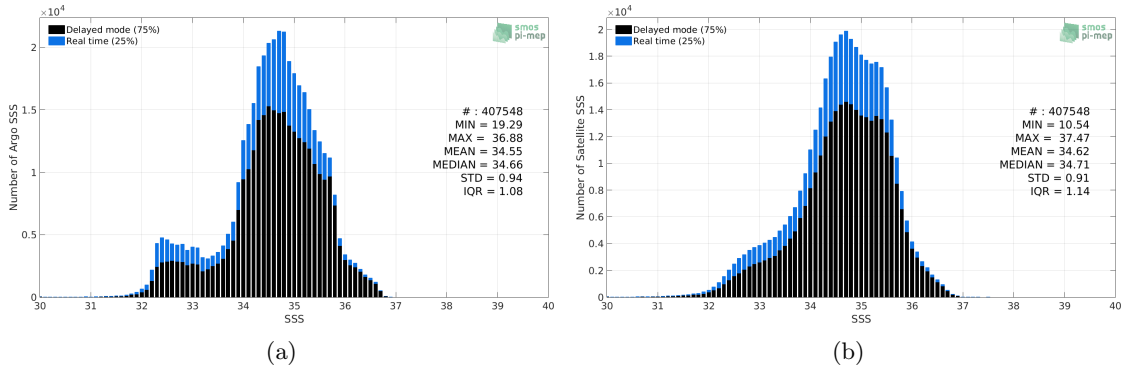 ×10⁴
Delayed mode (75%)
Real time (25%)
smos
pi-mep
Number of Argo SSS
2
1.5
1
0.5
0
# : 407548
MIN = 19.29
MAX = 36.88
MEAN = 34.55
MEDIAN = 34.66
STD = 0.94
IQR = 1.08
30 31 32 33 34 35 36 37 38 39 40
SSS
(a)
×10⁴
Delayed mode (75%)
Real time (25%)
smos
pi-mep
Number of Satellite SSS
2
1.8
1.6
1.4
1.2
1
0.8
0.6
0.4
0.2
0
# : 407548
MIN = 10.54
MAX = 37.47
MEAN = 34.62
MEDIAN = 34.71
STD = 0.91
IQR = 1.14
30 31 32 33 34 35 36 37 38 39 40
SSS
(b)